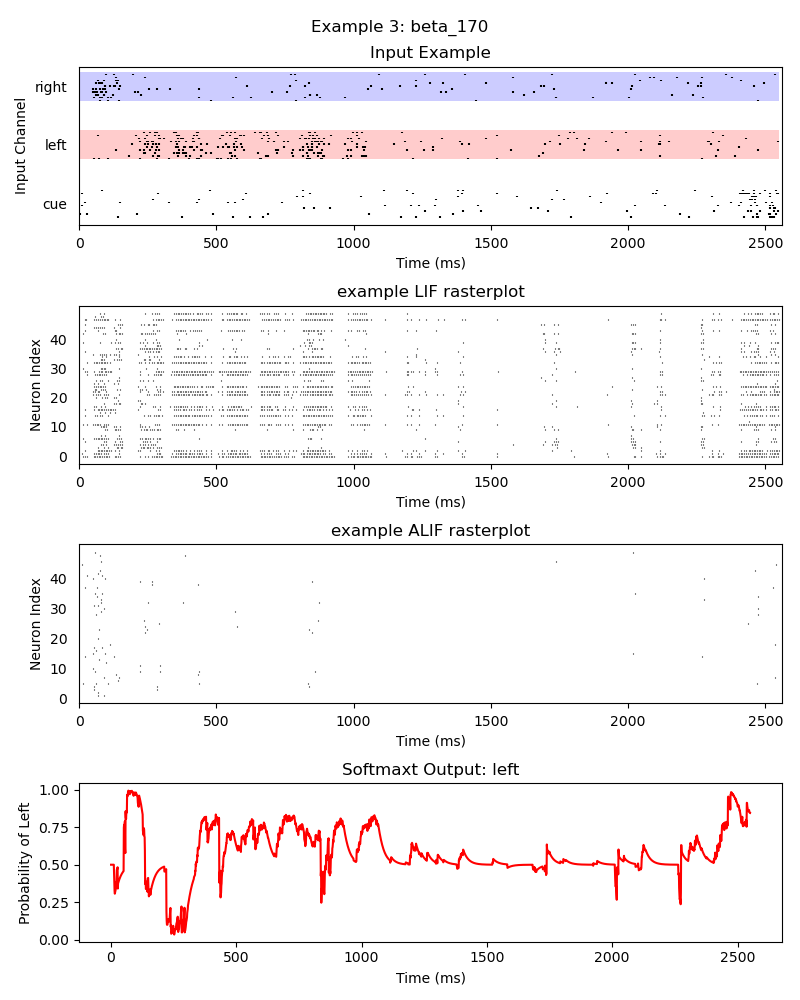 Example 3: beta_170
Input Example
right
left
cue
Input Channel
0 500 1000 1500 2000 2500
Time (ms)
example LIF rasterplot
40
30
20
10
0
Neuron Index
0 500 1000 1500 2000 2500
Time (ms)
example ALIF rasterplot
40
30
20
10
0
Neuron Index
0 500 1000 1500 2000 2500
Time (ms)
Softmaxt Output: left
1.00
0.75
0.50
0.25
0.00
Probability of Left
0 500 1000 1500 2000 2500
Time (ms)